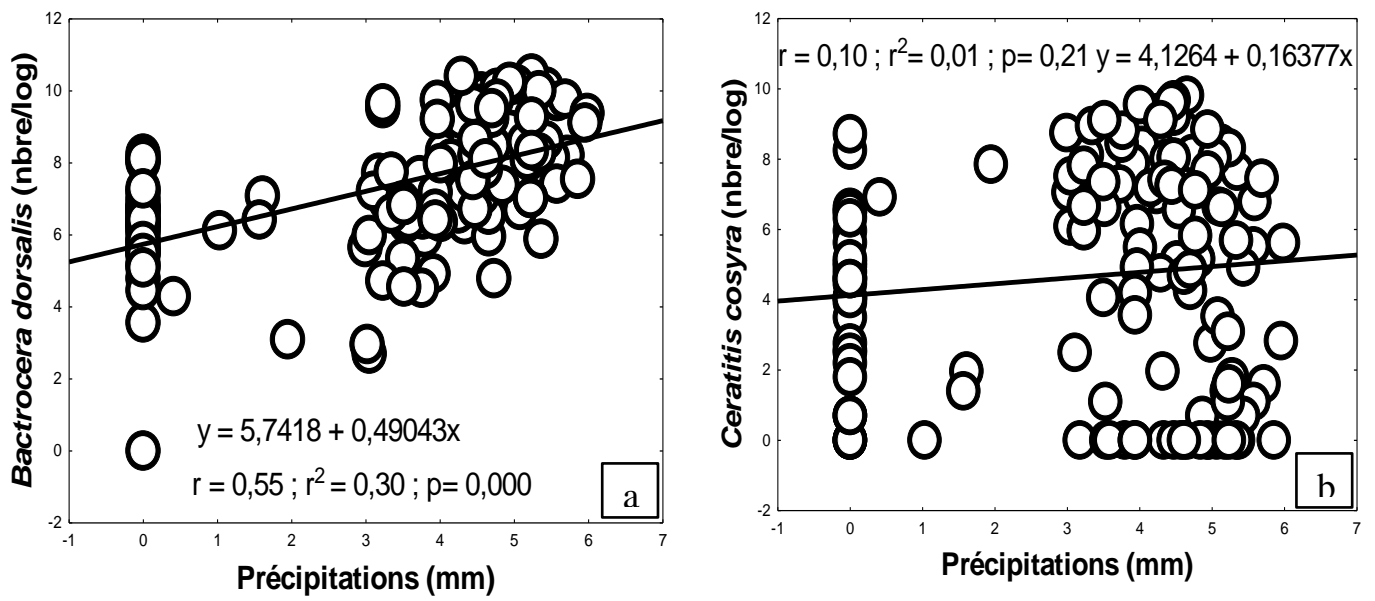 12
10
8
6
4
2
0
-2
-1 0 1 2 3 4 5 6 7
Bactrocera dorsalis (nbre/log)
y = 5,7418 + 0,49043x
r = 0,55 ; r² = 0,30 ; p= 0,000
a
Précipitations (mm)
12
10
8
6
4
2
0
-2
-1 0 1 2 3 4 5 6 7
Ceratitis cosyra (nbre/log)
r = 0,10 ; r²= 0,01 ; p= 0,21 y = 4,1264 + 0,16377x
b
Précipitations (mm)